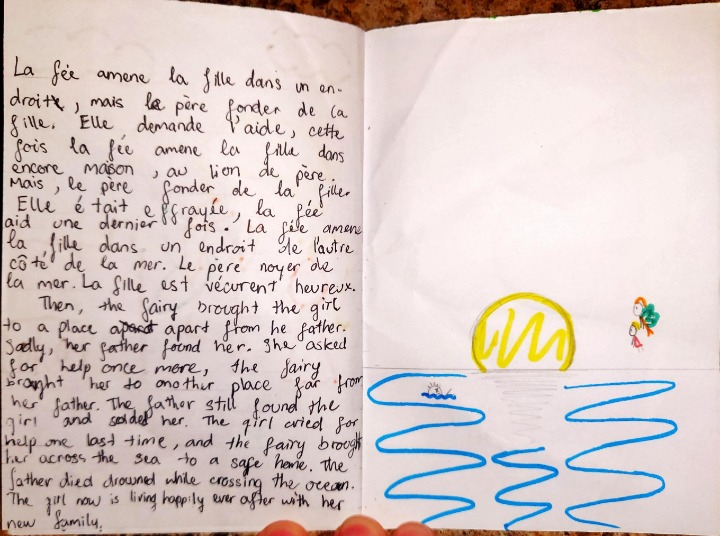 La fée amene la fille dans un en-
droit, mais le père fonder de la
fille. Elle demande l'aide, cette
fois la fée amene la fille dans
encore maison, au lion de père.
Mais, le père fonder de la fille.
Elle était effrayée, la fée
aid une dernier fois. La fée amene
la fille dans un endroit de l'autre
côté de la mer. Le père noyer de
la mer. La fille est vécurent heureux.
Then, the fairy brought the girl
to a place apart from he father.
Sadly, her father found her. She asked
for help once more, the fairy
brought her to another place far from
her father. The father still found the
girl and her. The girl cried for
help one last time, and the fairy brought
her across the sea to a safe home. The
father died drowned while crossing the ocean.
The girl now is living happily ever after with her
new family.